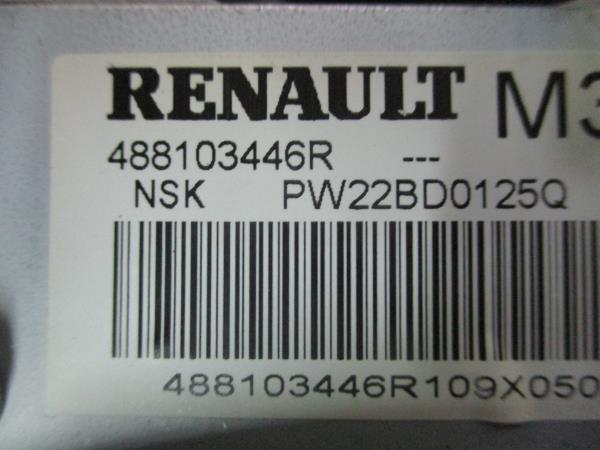 RENAULT M3
488103446R ---
NSK PW22BD0125Q
488103446R109X050